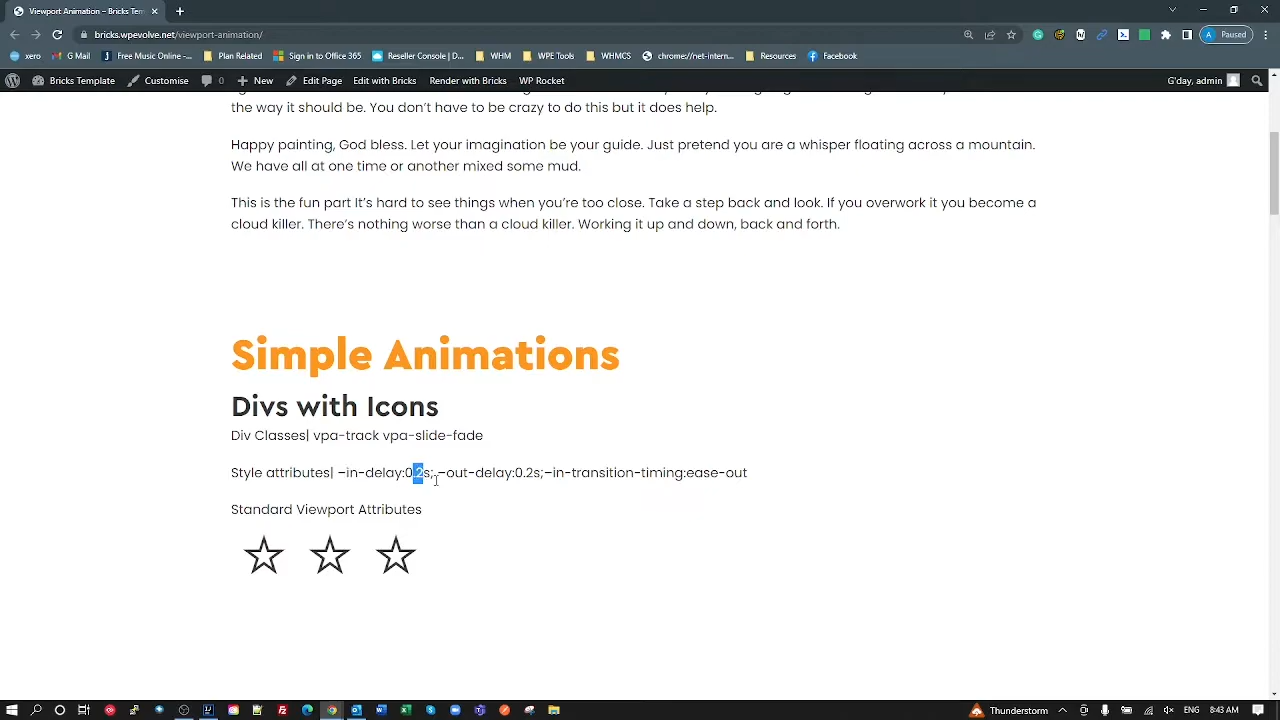 Viewport Animation – Bricks Tem
bricks.wpevolve.net/viewport-animation/
A Paused
xero G Mail Free Music Online -... Plan Related Sign in to Office 365 Reseller Console | D... WHM WPE Tools WHMCS chrome://net-intern... Resources Facebook
Bricks Template Customise 0 New Edit Page Edit with Bricks Render with Bricks WP Rocket G'day, admin
the way it should be. You don't have to be crazy to do this but it does help.
Happy painting, God bless. Let your imagination be your guide. Just pretend you are a whisper floating across a mountain.
We have all at one time or another mixed some mud.
This is the fun part It's hard to see things when you're too close. Take a step back and look. If you overwork it you become a
cloud killer. There's nothing worse than a cloud killer. Working it up and down, back and forth.
Simple Animations
Divs with Icons
Div Classes| vpa-track vpa-slide-fade
Style attributes| –in-delay:0.2s; –out-delay:0.2s;–in-transition-timing:ease-out
Standard Viewport Attributes
Thunderstorm 8:43 AM